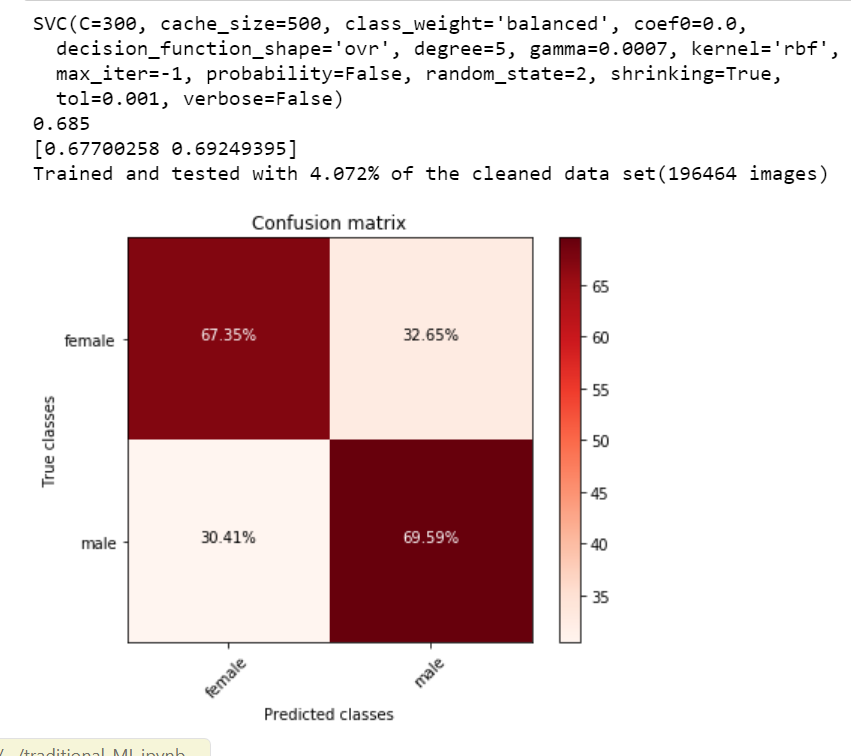 SVC(C=300, cache_size=500, class_weight='balanced', coef0=0.0,
decision_function_shape='ovr', degree=5, gamma=0.0007, kernel='rbf',
max_iter=-1, probability=False, random_state=2, shrinking=True,
tol=0.001, verbose=False)
0.685
[0.67700258 0.69249395]
Trained and tested with 4.072% of the cleaned data set(196464 images)
Confusion matrix
65
female
67.35%
32.65%
60
55
True classes
50
45
male
30.41%
69.59%
40
35
female
male
Predicted classes